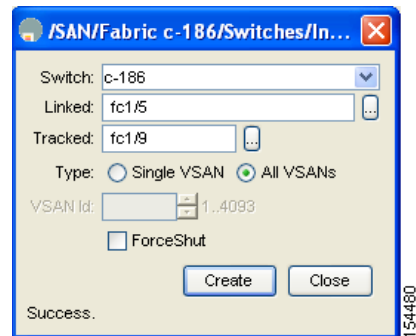 /SAN/Fabric c-186/Switches/In...
Switch: c-186
Linked: fc1/5 ...
Tracked: fc1/9 ...
Type: Single VSAN All VSANs
VSAN Id: 1..4093
ForceShut
Create Close
Success.
154480